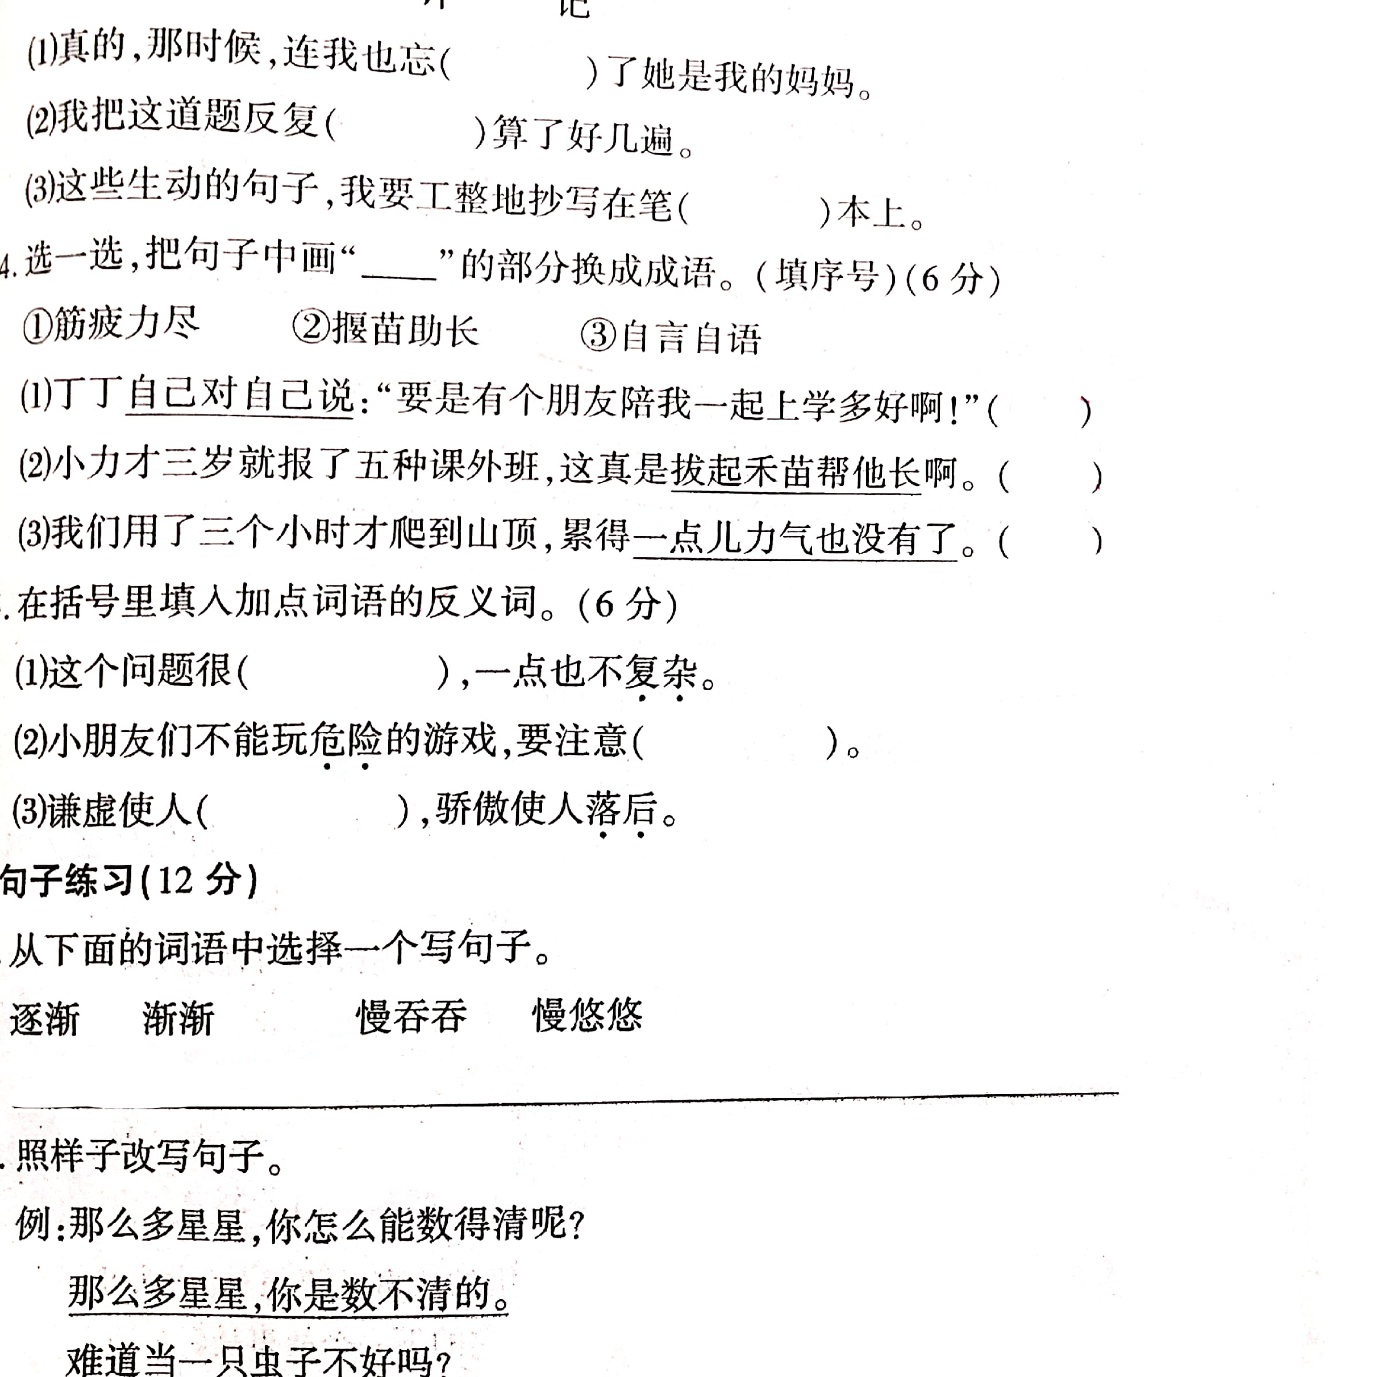 记
(1)真的,那时候,连我也忘(　　　)了她是我的妈妈。
(2)我把这道题反复(　　　)算了好几遍。
(3)这些生动的句子,我要工整地抄写在笔(　　　)本上。
4.选一选,把句子中画“____”的部分换成成语。(填序号)(6分)
①筋疲力尽　②揠苗助长　③自言自语
(1)丁丁自己对自己说:“要是有个朋友陪我一起上学多好啊!”(　　)
(2)小力才三岁就报了五种课外班,这真是拔起禾苗帮他长啊。(　　)
(3)我们用了三个小时才爬到山顶,累得一点儿力气也没有了。(　　)
.在括号里填入加点词语的反义词。(6分)
(1)这个问题很(　　　　),一点也不复杂。
(2)小朋友们不能玩危险的游戏,要注意(　　　　)。
(3)谦虚使人(　　　　),骄傲使人落后。
句子练习(12分)
.从下面的词语中选择一个写句子。
逐渐　渐渐　　慢吞吞　慢悠悠
.照样子改写句子。
例:那么多星星,你怎么能数得清呢?
那么多星星,你是数不清的。
难道当一只虫子不好吗?